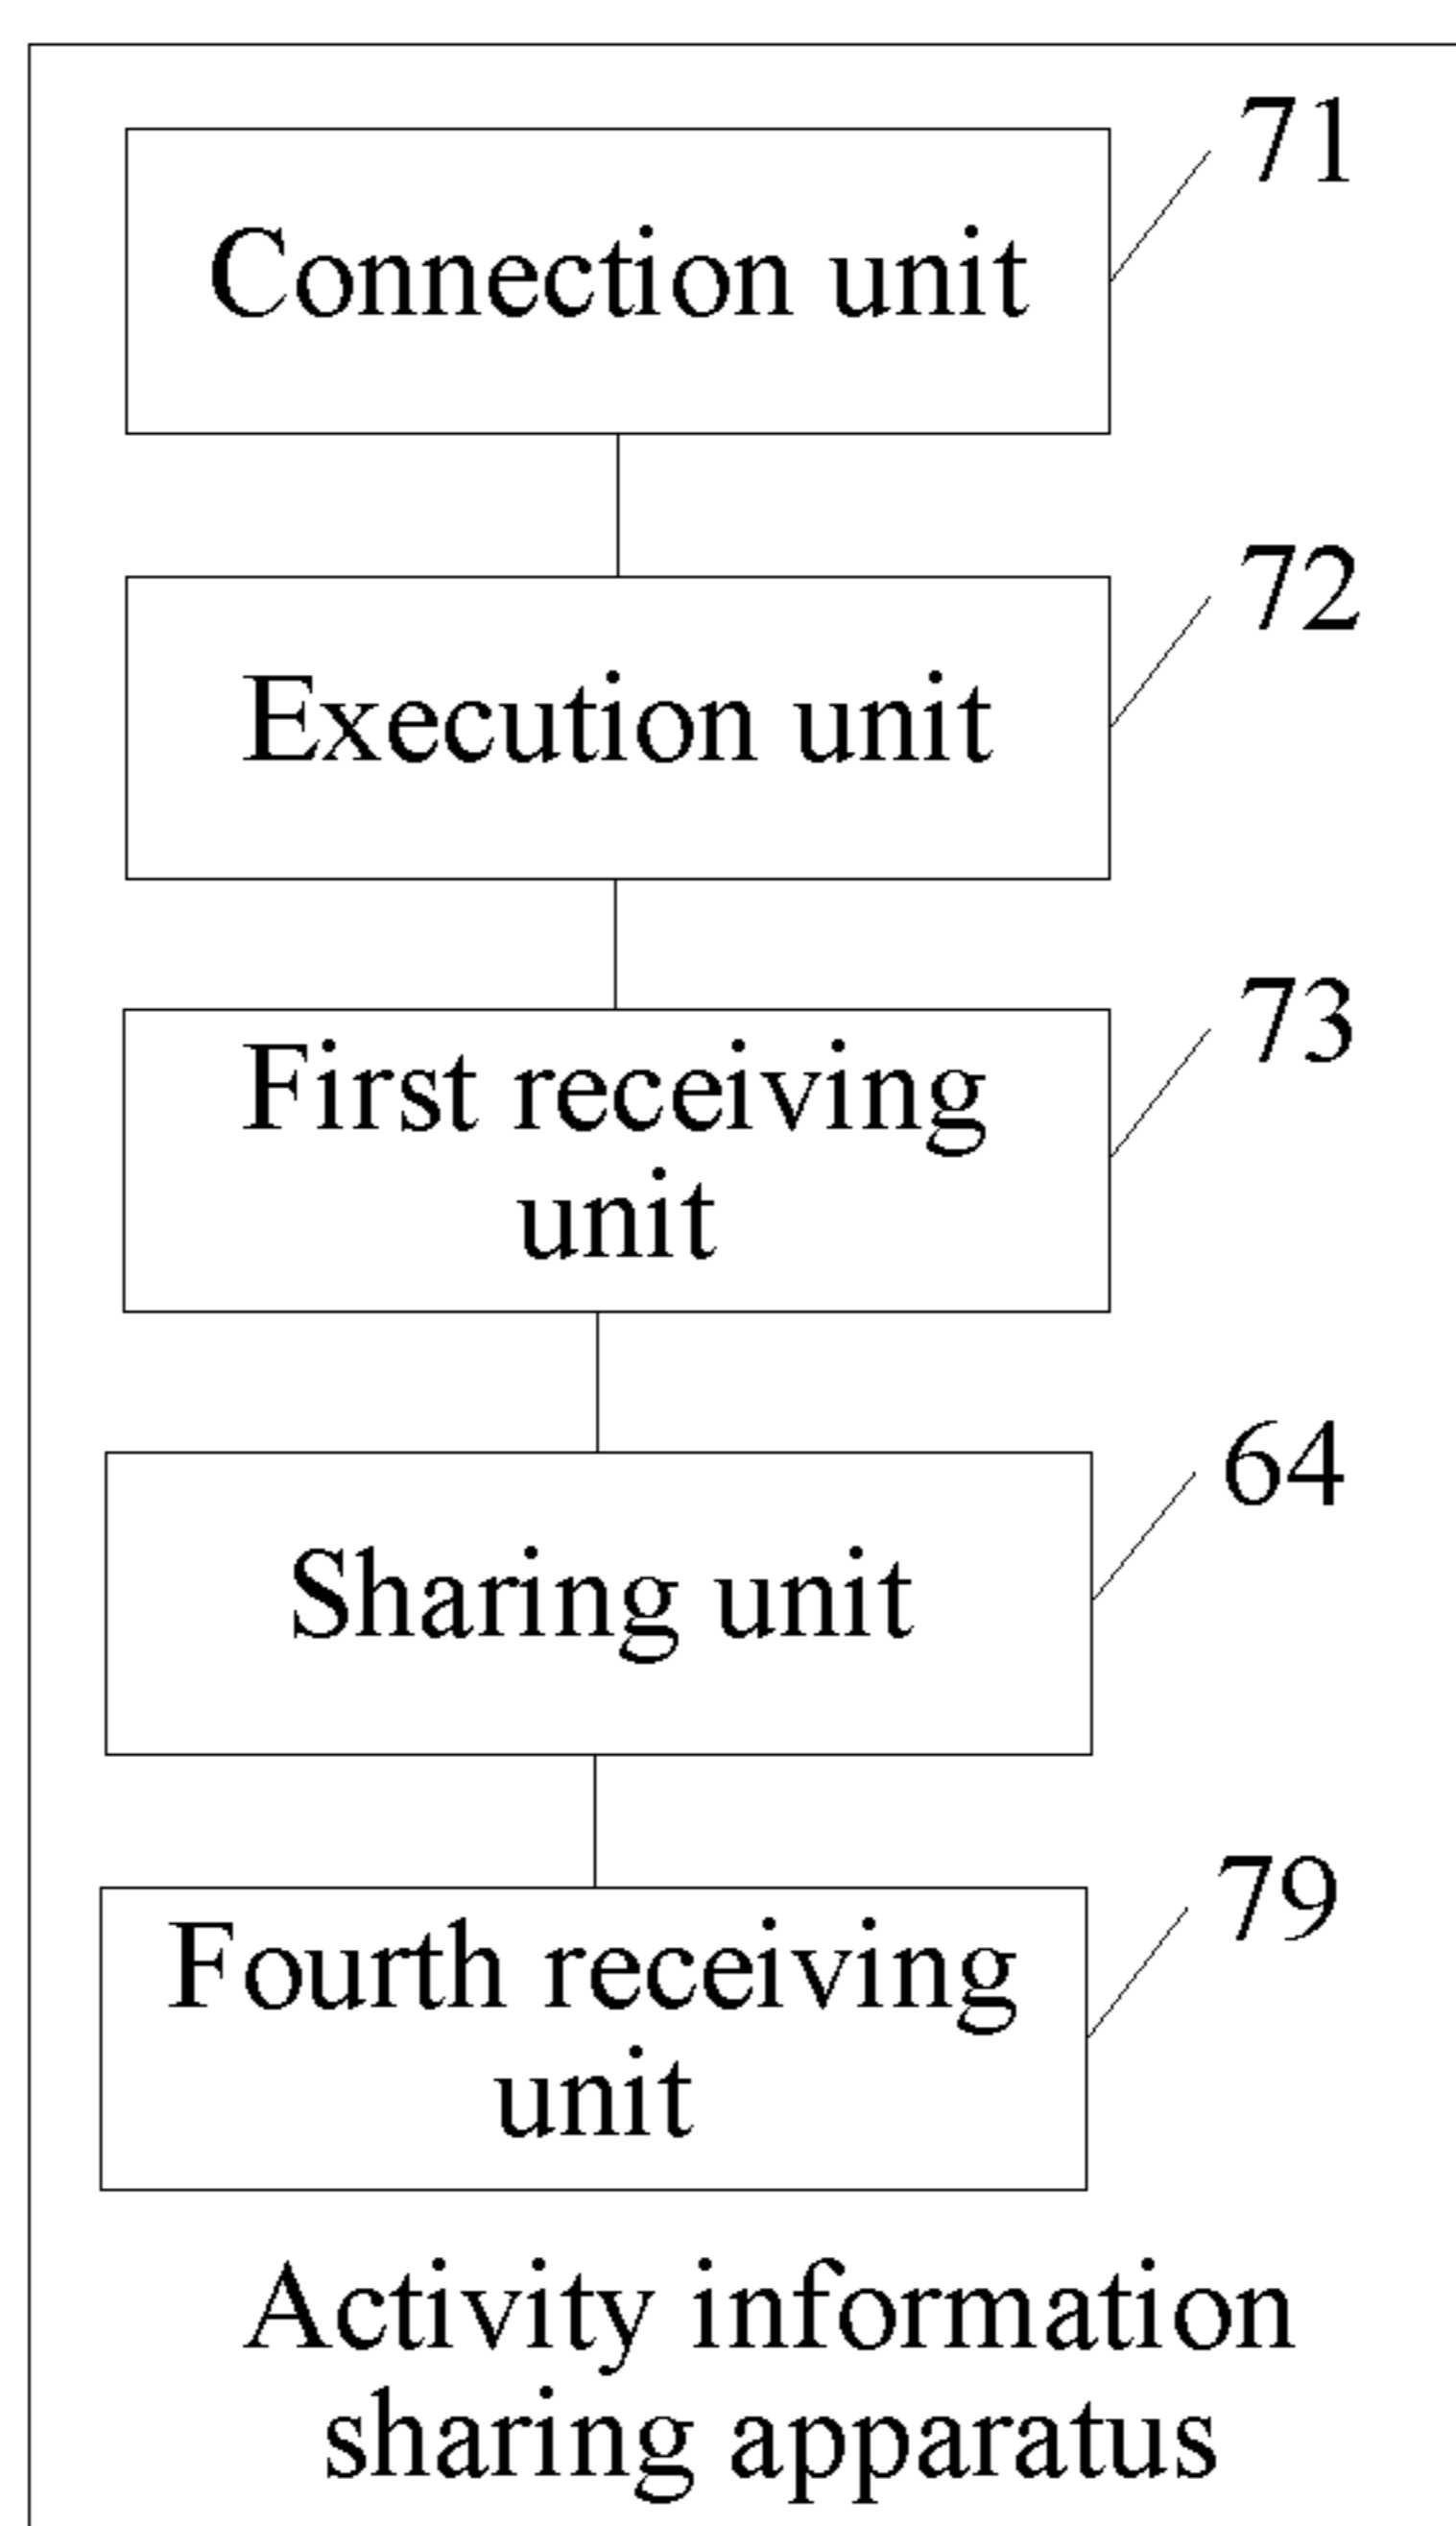 71
Connection unit
72
Execution unit
73
First receiving
unit
64
Sharing unit
79
Fourth receiving
unit
Activity information
sharing apparatus